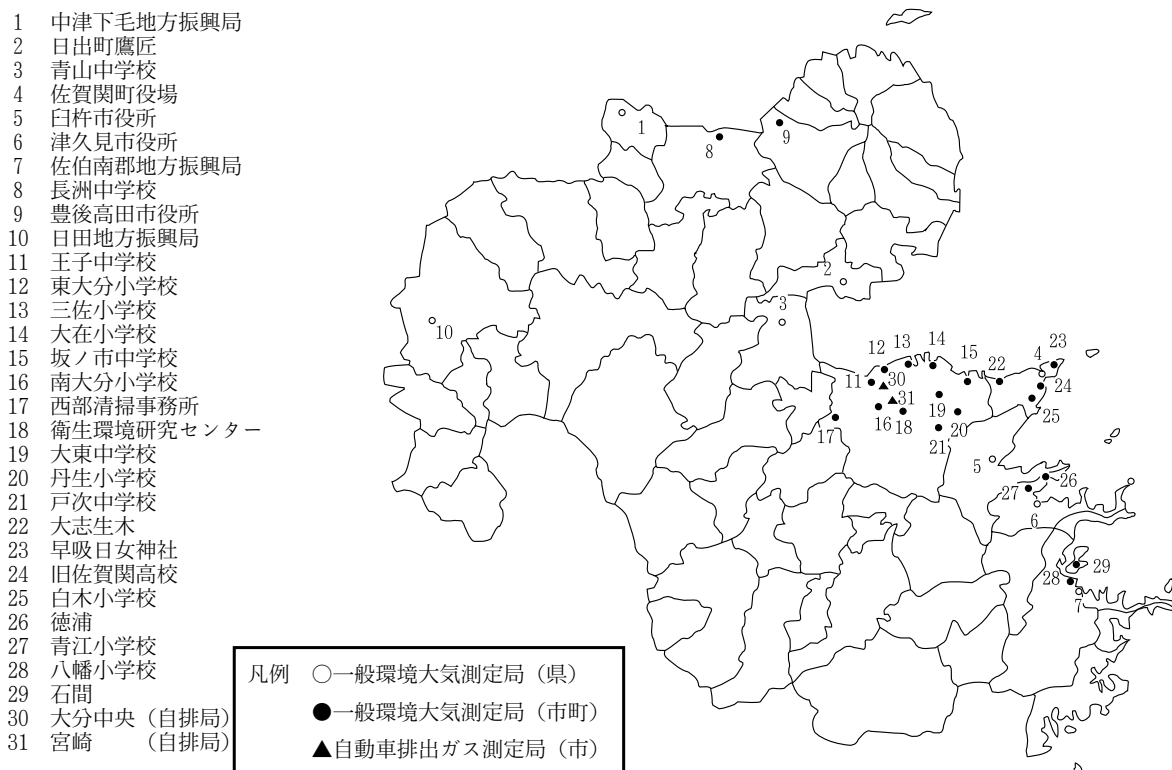 1 中津下毛地方振興局
2 日出町鷹匠
3 青山中学校
4 佐賀関町役場
5 臼杵市役所
6 津久見市役所
7 佐伯南郡地方振興局
8 長洲中学校
9 豊後高田市役所
10 日田地方振興局
11 王子中学校
12 東大分小学校
13 三佐小学校
14 大在小学校
15 坂ノ市中学校
16 南大分小学校
17 西部清掃事務所
18 衛生環境研究センター
19 大東中学校
20 丹生小学校
21 戸次中学校
22 大志生木
23 早吸日女神社
24 旧佐賀関高校
25 白木小学校
26 徳浦
27 青江小学校
28 八幡小学校
29 石間
30 大分中央（自排局）
31 宮崎　　（自排局）
凡例 ○一般環境大気測定局（県）
●一般環境大気測定局（市町）
▲自動車排出ガス測定局（市）
1
8
9
2
3
10
12
13
14
15
22
4
23
11
30
24
31
19
25
17
16
18
20
21
5
27
26
6
28
29
7